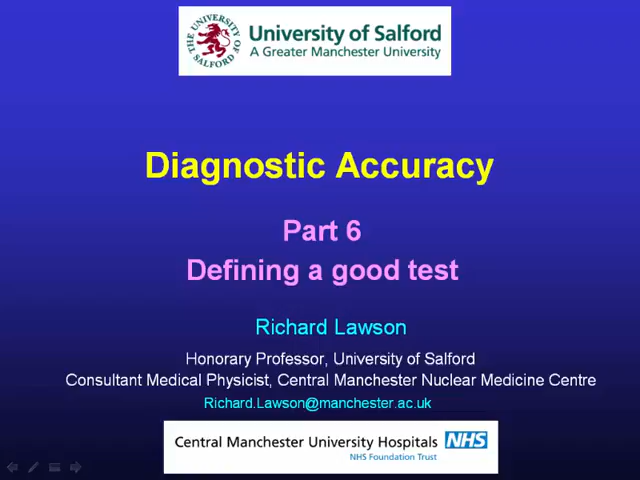 THE UNIVERSITY OF SALFORD
University of Salford
A Greater Manchester University
Diagnostic Accuracy
Part 6
Defining a good test
Richard Lawson
Honorary Professor, University of Salford
Consultant Medical Physicist, Central Manchester Nuclear Medicine Centre
Richard.Lawson@manchester.ac.uk
Central Manchester University Hospitals NHS
NHS Foundation Trust